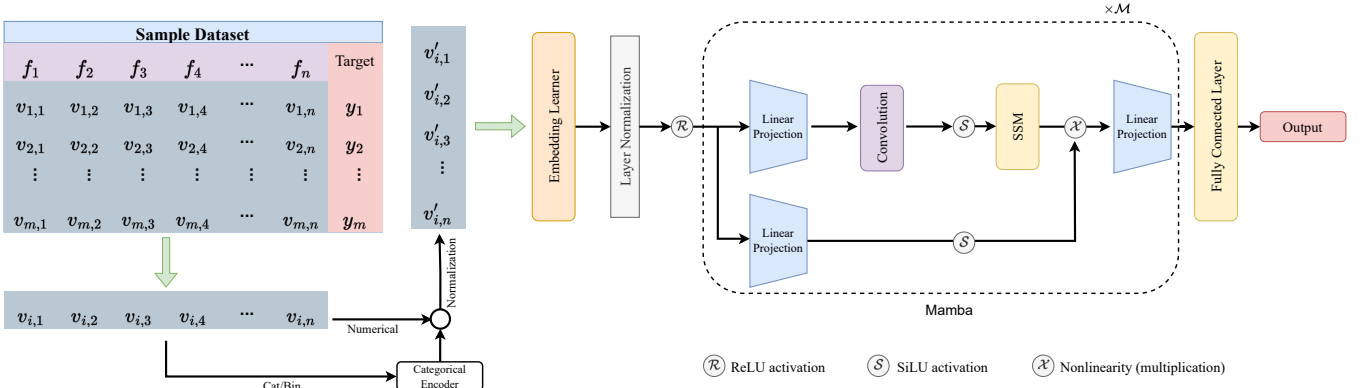 Sample Dataset
f₁ f₂ f₃ f₄ ... fₙ Target
v₁,₁ v₁,₂ v₁,₃ v₁,₄ ... v₁,ₙ y₁
v₂,₁ v₂,₂ v₂,₃ v₂,₄ ... v₂,ₙ y₂
⋮ ⋮ ⋮ ⋮ ⋮ ⋮
vₘ,₁ vₘ,₂ vₘ,₃ vₘ,₄ ... vₘ,ₙ yₘ
vᵢ,₁ vᵢ,₂ vᵢ,₃ vᵢ,₄ ... vᵢ,ₙ
Numerical
Cat/Bin
Categorical
Encoder
Normalization
v′ᵢ,₁
v′ᵢ,₂
v′ᵢ,₃
⋮
v′ᵢ,ₙ
Embedding Learner
Layer Normalization
R
×M
Linear
Projection
Convolution
S
SSM
X
Linear
Projection
Linear
Projection
S
Mamba
Fully Connected Layer
Output
R ReLU activation
S SiLU activation
X Nonlinearity (multiplication)